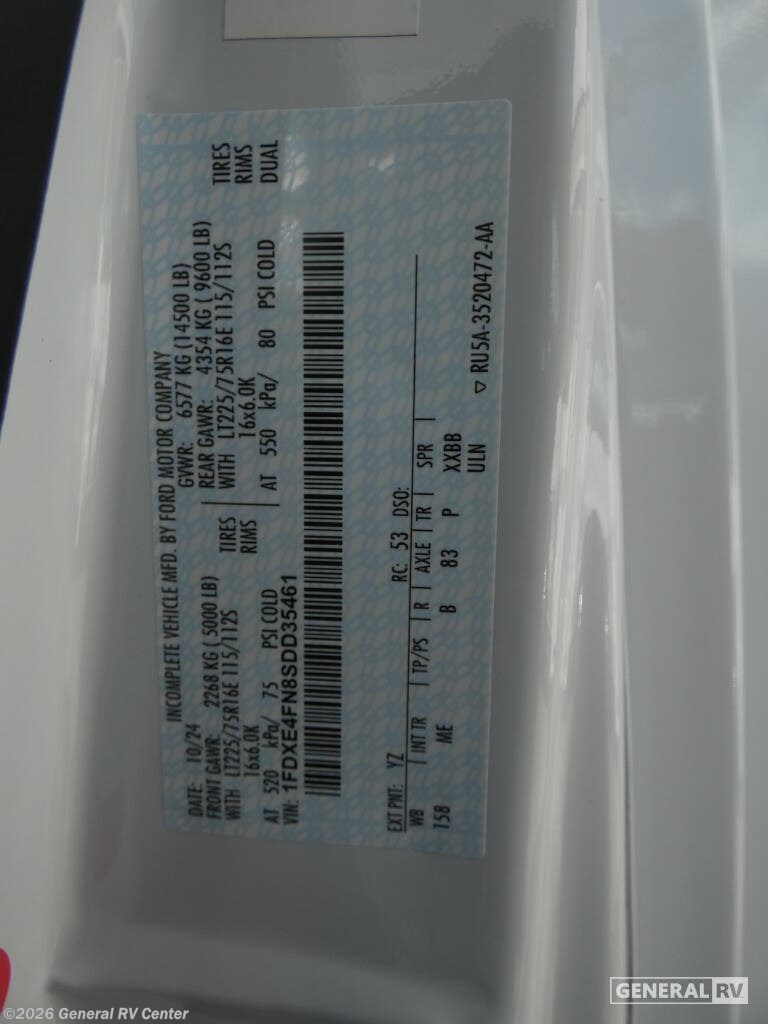 INCOMPLETE VEHICLE MFD. BY FORD MOTOR COMPANY
DATE: 10/24 GVWR: 6577 KG (14500 LB)
FRONT GAWR: 2268 KG ( 5000 LB) REAR GAWR: 4354 KG ( 9600 LB)
WITH LT225/75R16E 115/112S TIRES WITH LT225/75R16E 115/112S TIRES
16x6.0K RIMS 16x6.0K RIMS
AT 520 kPa/ 75 PSI COLD AT 550 kPa/ 80 PSI COLD DUAL
VIN: 1FDXE4FN8SDD35461
EXT PNT: YZ RC: 53 DSO:
WB | INT TR | TP/PS | R | AXLE | TR | SPR |
158 ME B 83 P XXBB
ULN ▽ RU5A-3520472-AA
©2026 General RV Center
GENERAL RV